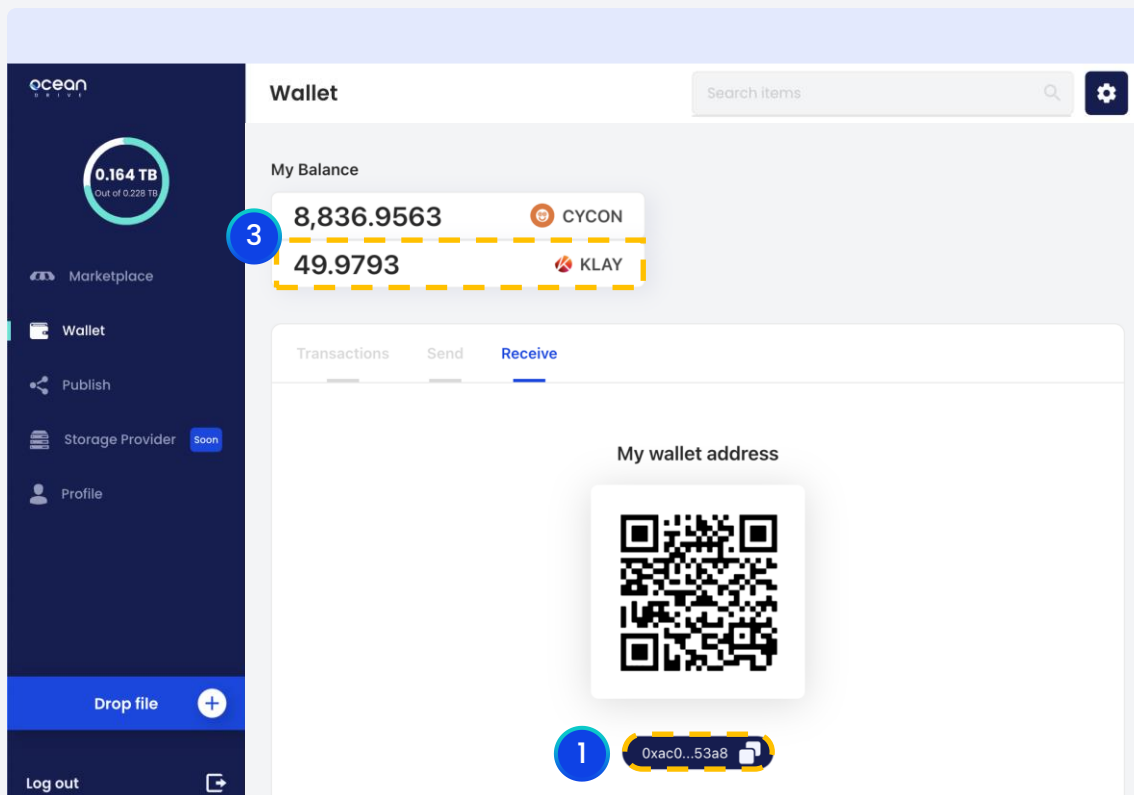 ocean
DRIVE
Wallet
Search items
0.164 TB
Out of 0.228 TB
My Balance
8,836.9563 CYCON
3
49.9793 KLAY
Marketplace
Wallet
Publish
Storage Provider Soon
Profile
Transactions Send Receive
My wallet address
Drop file
1
0xac0...53a8
Log out